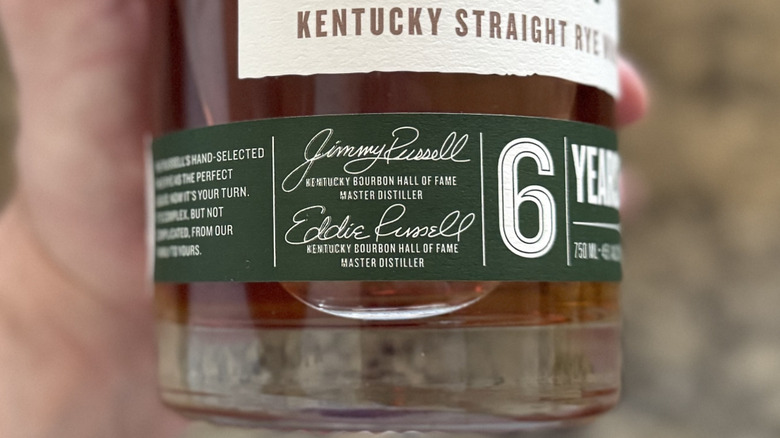 KENTUCKY STRAIGHT RYE
RUSSELL'S HAND-SELECTED
AS THE PERFECT
NOW IT'S YOUR TURN.
COMPLEX, BUT NOT
FROM OUR
TO YOURS.
Jimmy Russell
KENTUCKY BOURBON HALL OF FAME
MASTER DISTILLER
Eddie Russell
KENTUCKY BOURBON HALL OF FAME
MASTER DISTILLER
6
YEARS
750 ML